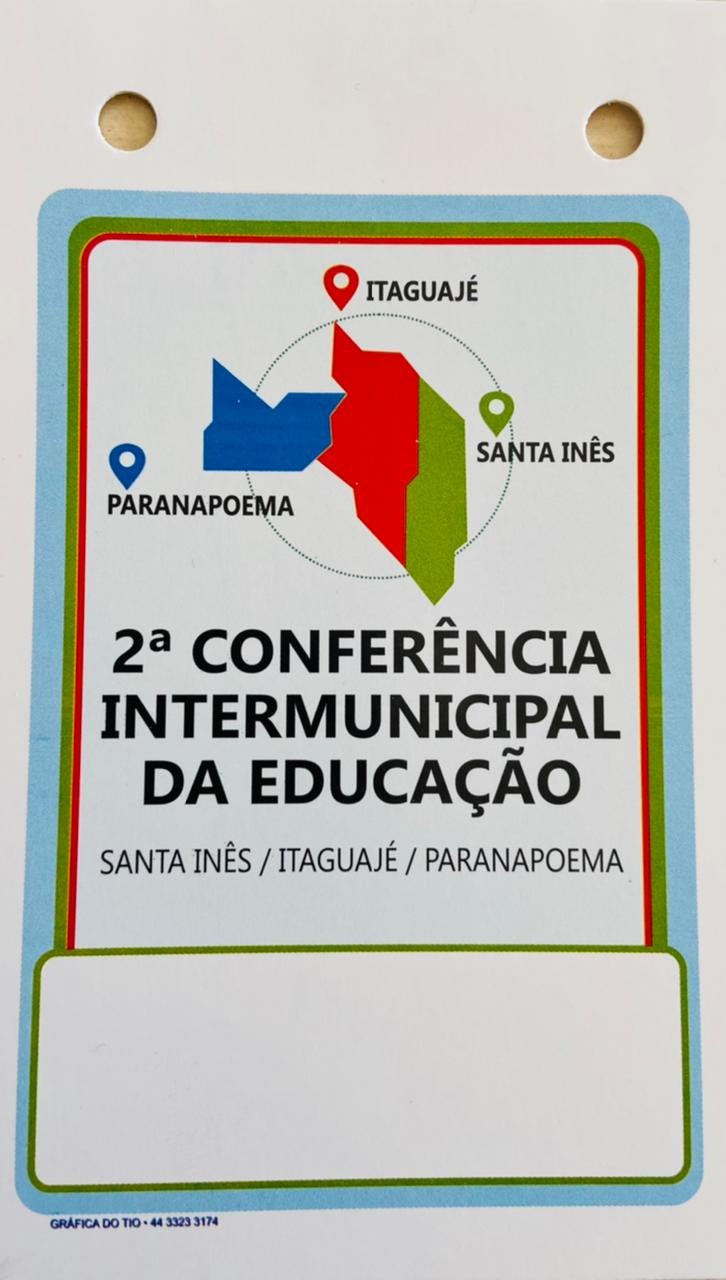 ITAGUAJÉ
SANTA INÊS
PARANAPOEMA
2ª CONFERÊNCIA
INTERMUNICIPAL
DA EDUCAÇÃO
SANTA INÊS / ITAGUAJÉ / PARANAPOEMA
GRÁFICA DO TIO • 44 3323 3174